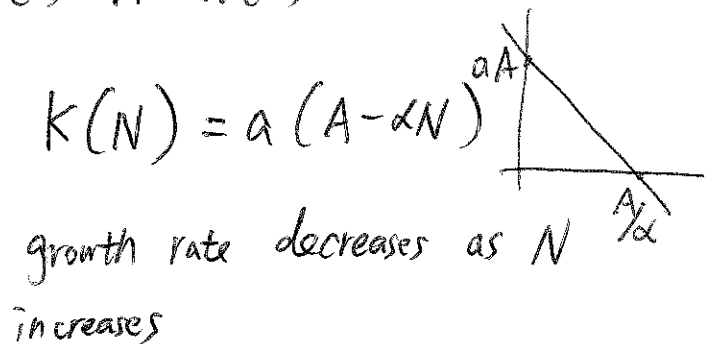 K(N) = a (A-αN)
aA
A/α
growth rate decreases as N
increases